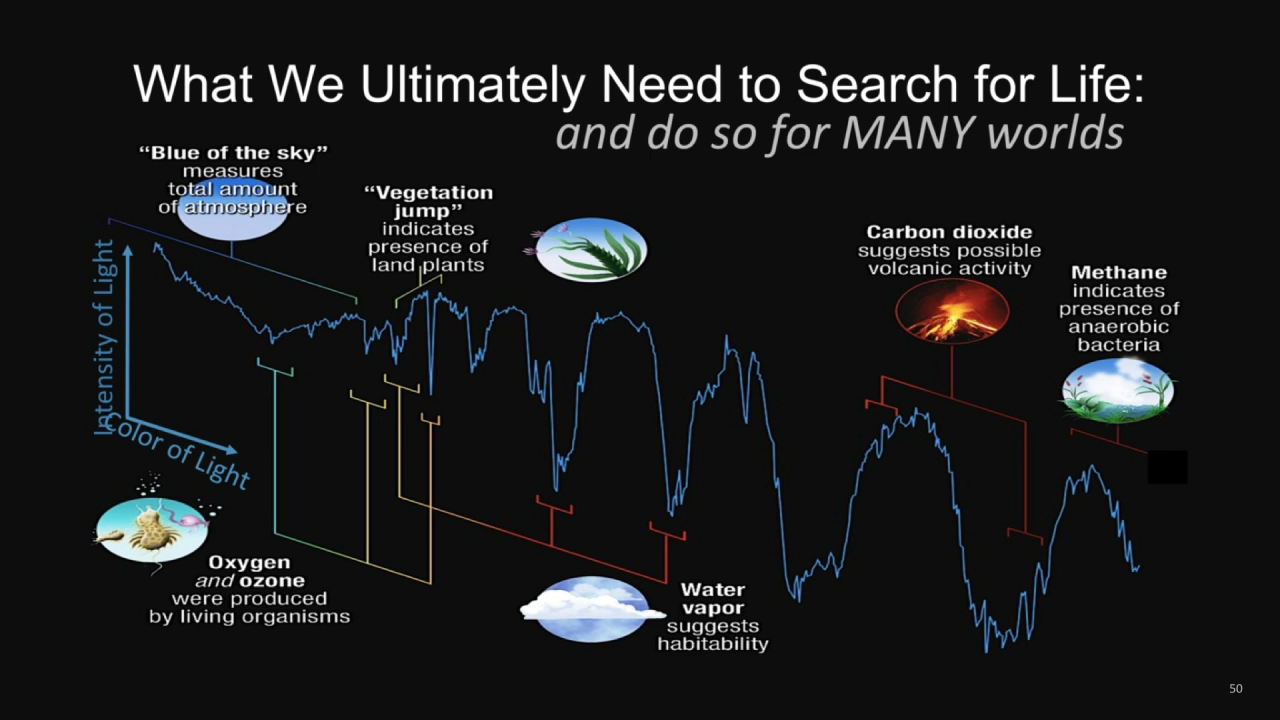 What We Ultimately Need to Search for Life:
and do so for MANY worlds
“Blue of the sky”
measures
total amount
of atmosphere
“Vegetation
jump”
indicates
presence of
land plants
Carbon dioxide
suggests possible
volcanic activity
Methane
indicates
presence of
anaerobic
bacteria
Intensity of Light
Color of Light
Oxygen
and ozone
were produced
by living organisms
Water
vapor
suggests
habitability
50